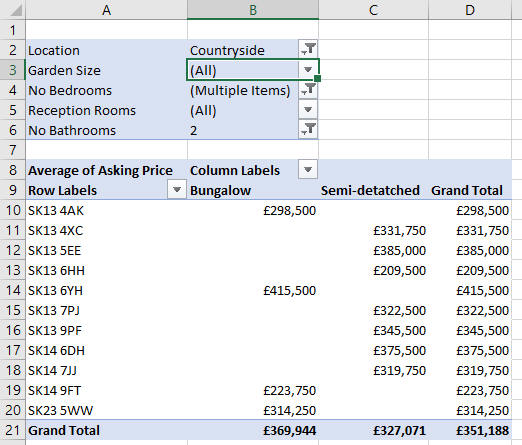 A B C D
1
2 Location Countryside
3 Garden Size (All)
4 No Bedrooms (Multiple Items)
5 Reception Rooms (All)
6 No Bathrooms 2
7
8 Average of Asking Price Column Labels
9 Row Labels Bungalow Semi-detatched Grand Total
10 SK13 4AK £298,500 £298,500
11 SK13 4XC £331,750 £331,750
12 SK13 5EE £385,000 £385,000
13 SK13 6HH £209,500 £209,500
14 SK13 6YH £415,500 £415,500
15 SK13 7PJ £322,500 £322,500
16 SK13 9PF £345,500 £345,500
17 SK14 6DH £375,500 £375,500
18 SK14 7JJ £319,750 £319,750
19 SK14 9FT £223,750 £223,750
20 SK23 5WW £314,250 £314,250
21 Grand Total £369,944 £327,071 £351,188